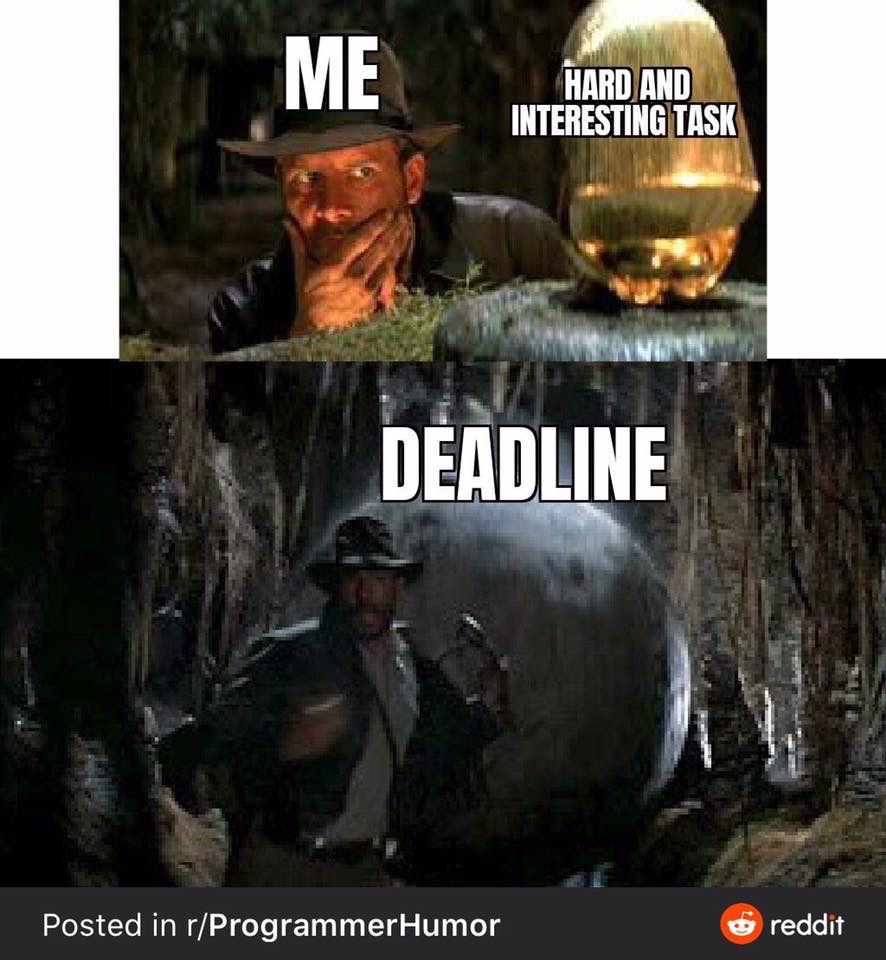 ME
HARD AND
INTERESTING TASK
DEADLINE
Posted in r/ProgrammerHumor
reddit